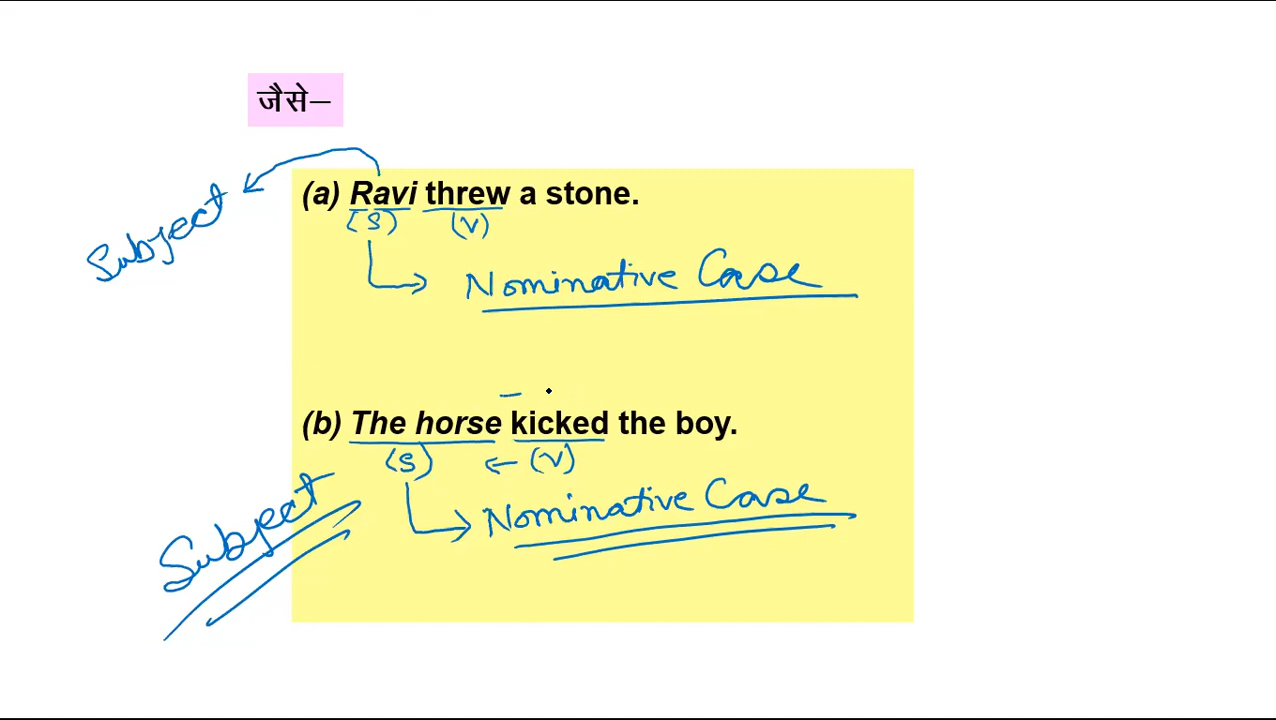 जैसे–
(a) Ravi threw a stone.
Subject
(S) (V)
Nominative Case
(b) The horse kicked the boy.
(S) (V)
Subject
Nominative Case